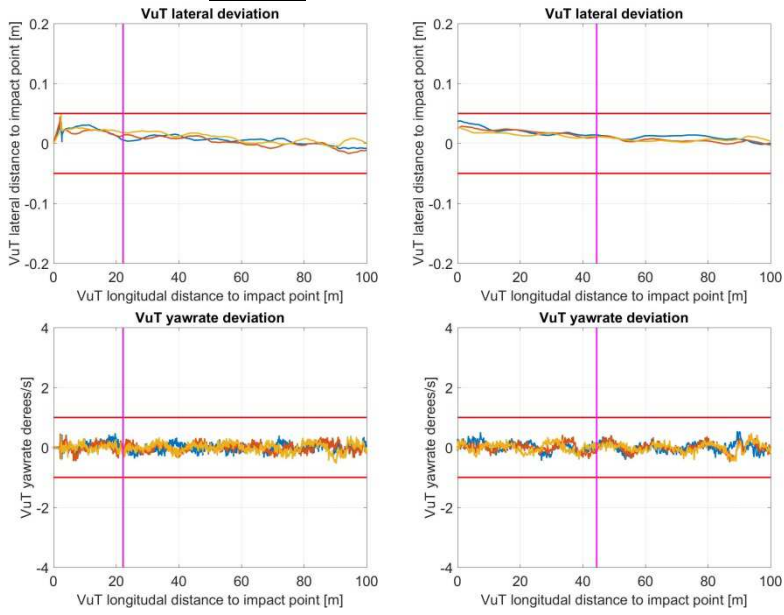 VuT lateral deviation
VuT lateral distance to impact point [m]
0.2
0.1
0
-0.1
-0.2
0 20 40 60 80 100
VuT longitudal distance to impact point [m]
VuT lateral deviation
VuT lateral distance to impact point [m]
0.2
0.1
0
-0.1
-0.2
0 20 40 60 80 100
VuT longitudal distance to impact point [m]
VuT yawrate deviation
VuT yawrate derees/s]
4
2
0
-2
-4
0 20 40 60 80 100
VuT longitudal distance to impact point [m]
VuT yawrate deviation
VuT yawrate derees/s]
4
2
0
-2
-4
0 20 40 60 80 100
VuT longitudal distance to impact point [m]